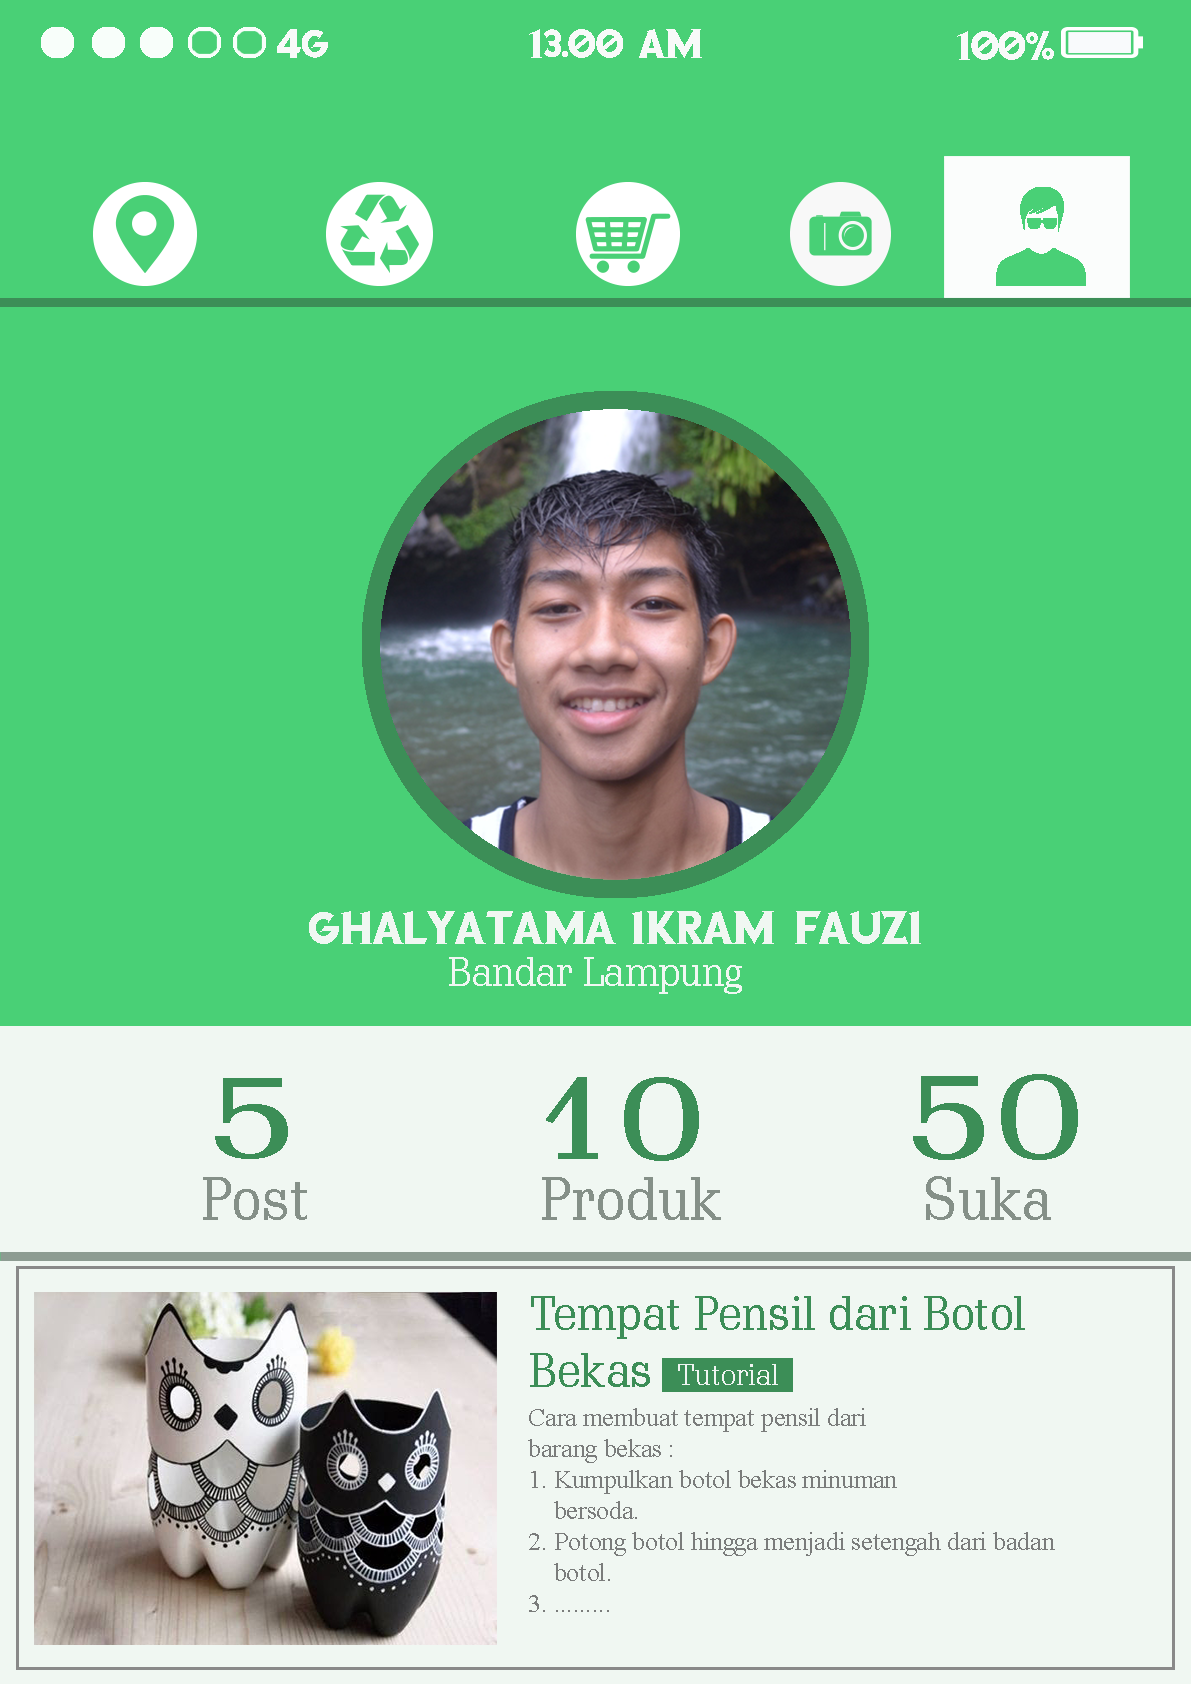 4G 13.00 AM 100%
GHALYATAMA IKRAM FAUZI
Bandar Lampung
5 10 50
Post Produk Suka
Tempat Pensil dari Botol
Bekas Tutorial
Cara membuat tempat pensil dari
barang bekas :
1. Kumpulkan botol bekas minuman
bersoda.
2. Potong botol hingga menjadi setengah dari badan
botol.
3. .........